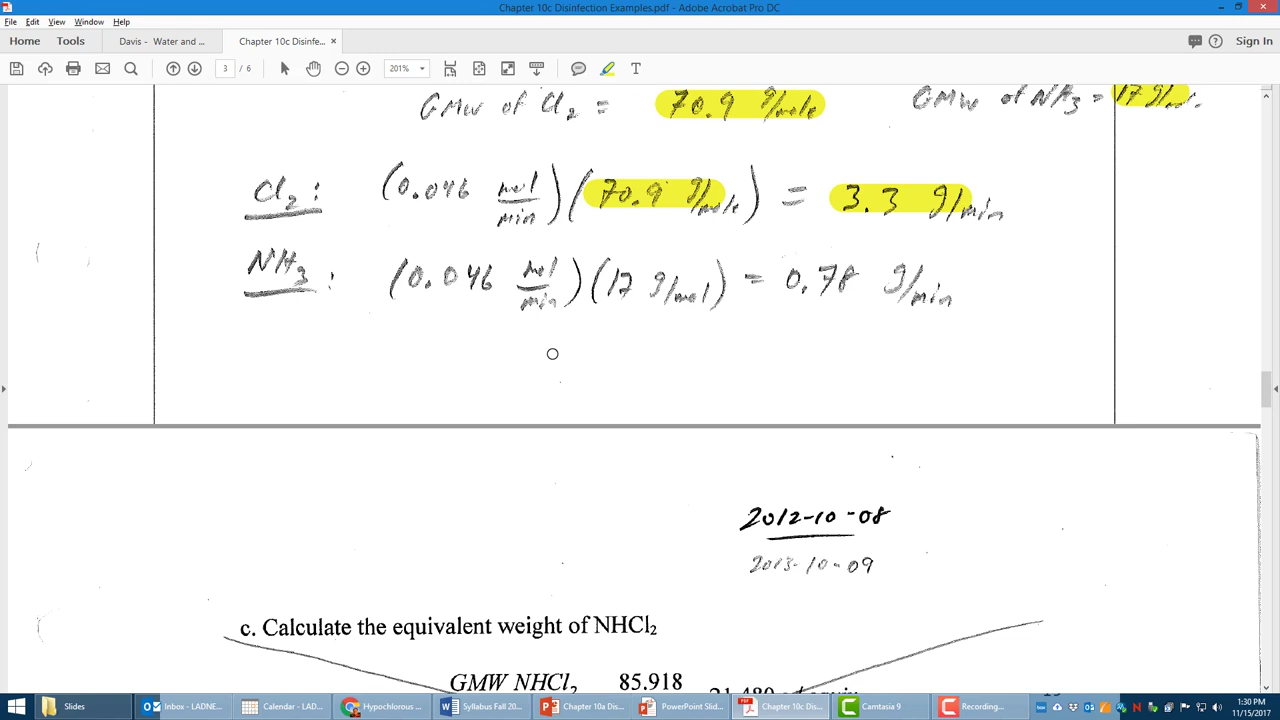 Chapter 10c Disinfection Examples.pdf - Adobe Acrobat Pro DC
File Edit View Window Help
Home Tools Davis - Water and ... Chapter 10c Disinfe... × Sign In
3 / 6 201%
GMW of Cl2 = 70.9 g/mole GMW of NH3 = 17 g/
Cl2: (0.046 mol/min)(70.9 g/mole) = 3.3 g/min
NH3: (0.046 mol/min)(17 g/mol) = 0.78 g/min
2012-10-08
2013-10-09
c. Calculate the equivalent weight of NHCl2
GMW NHCl2 85.918
Slides Inbox - LADNE... Calendar - LAD... Hypochlorous ... Syllabus Fall 20... Chapter 10a Dis... PowerPoint Slid... Chapter 10c Dis... Camtasia 9 Recording... 1:30 PM
11/15/2017